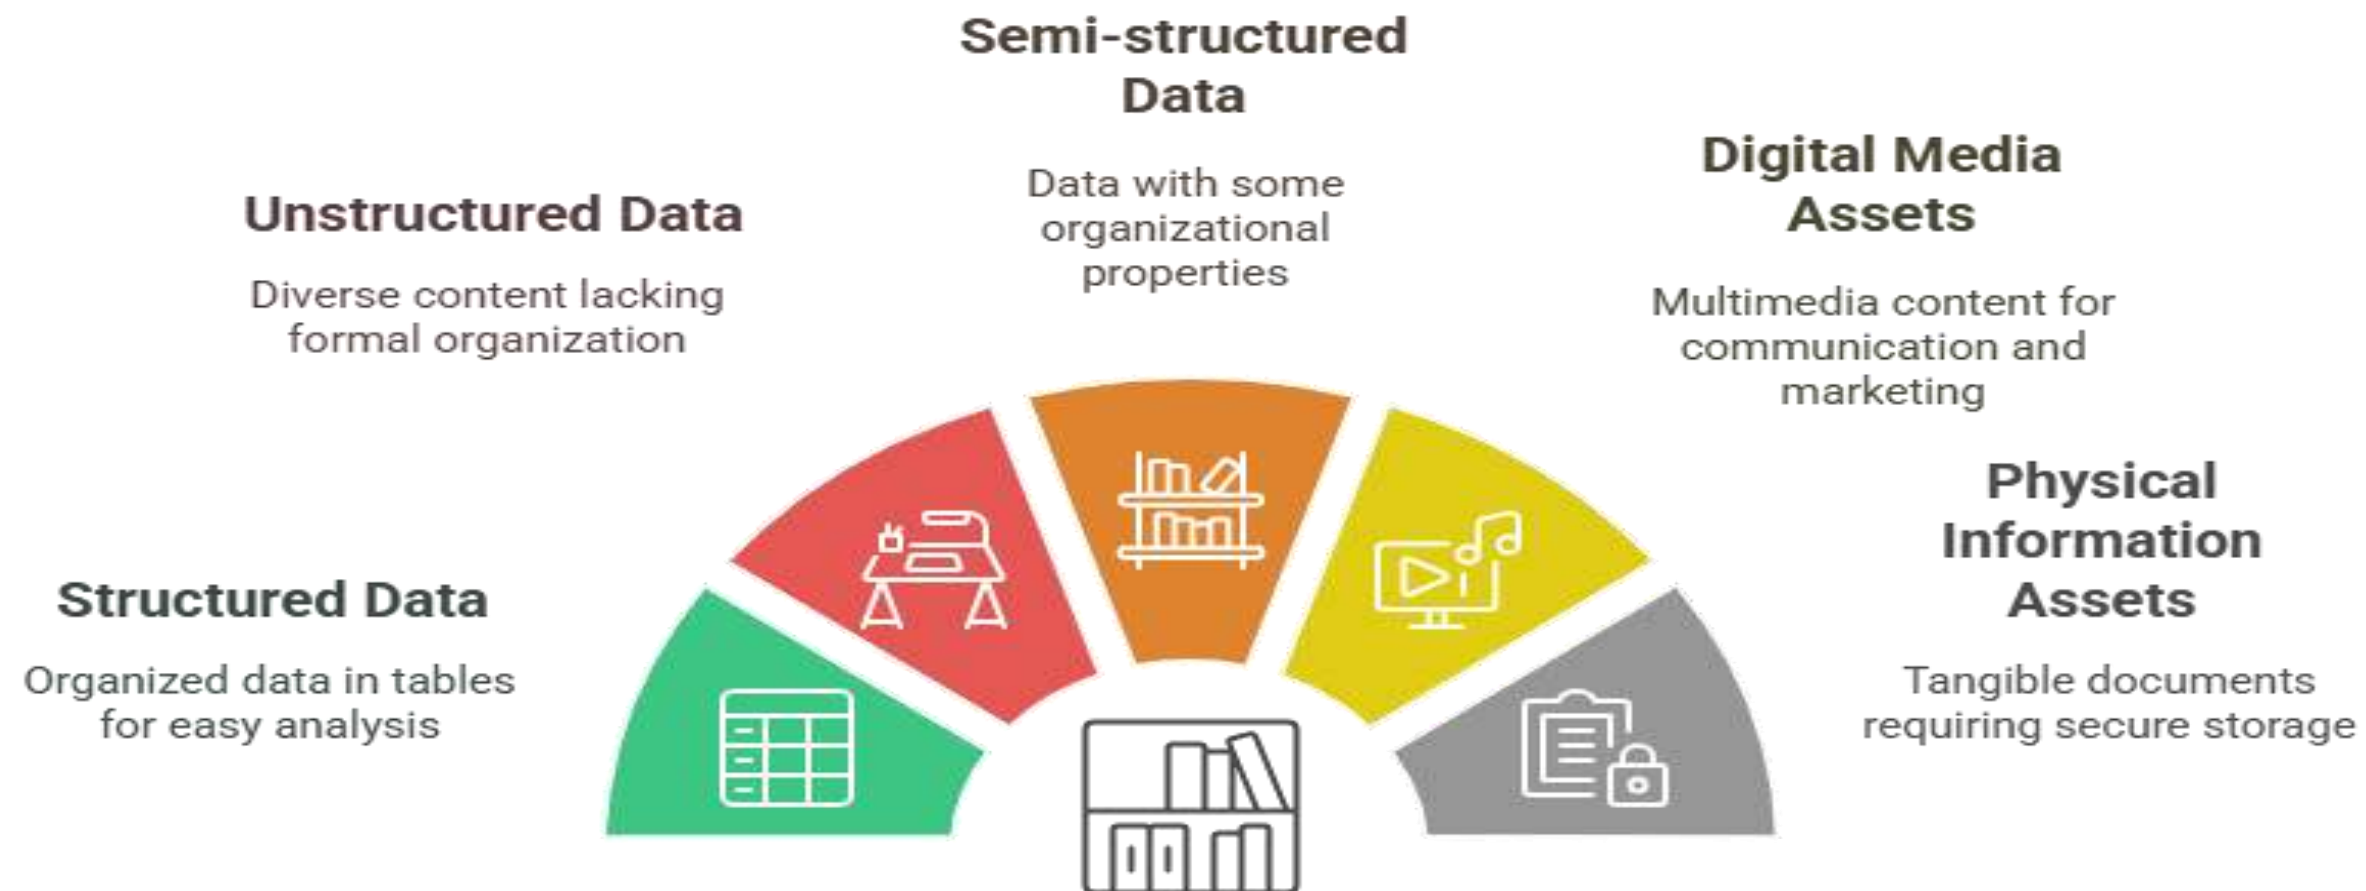 Structured Data
Organized data in tables
for easy analysis
Unstructured Data
Diverse content lacking
formal organization
Semi-structured
Data
Data with some
organizational
properties
Digital Media
Assets
Multimedia content for
communication and
marketing
Physical
Information
Assets
Tangible documents
requiring secure storage